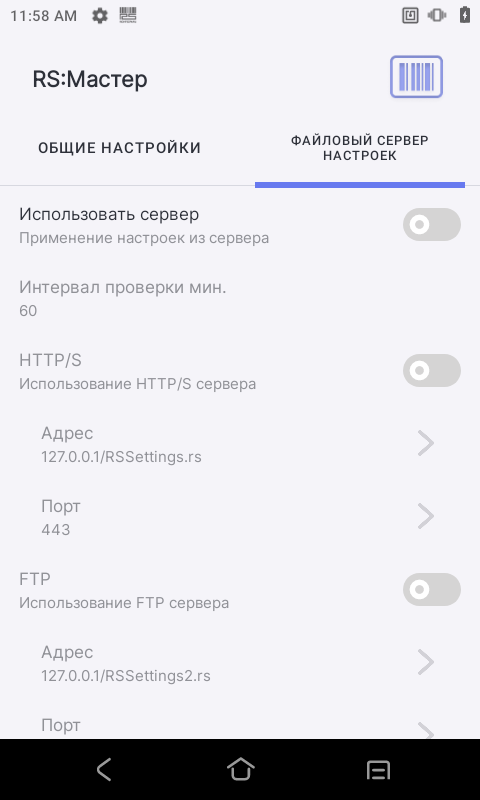 11:58 AM
RS:Мастер
ОБЩИЕ НАСТРОЙКИ
ФАЙЛОВЫЙ СЕРВЕР
НАСТРОЕК
Использовать сервер
Применение настроек из сервера
Интервал проверки мин.
60
HTTP/S
Использование HTTP/S сервера
Адрес
127.0.0.1/RSSettings.rs
Порт
443
FTP
Использование FTP сервера
Адрес
127.0.0.1/RSSettings2.rs
Порт